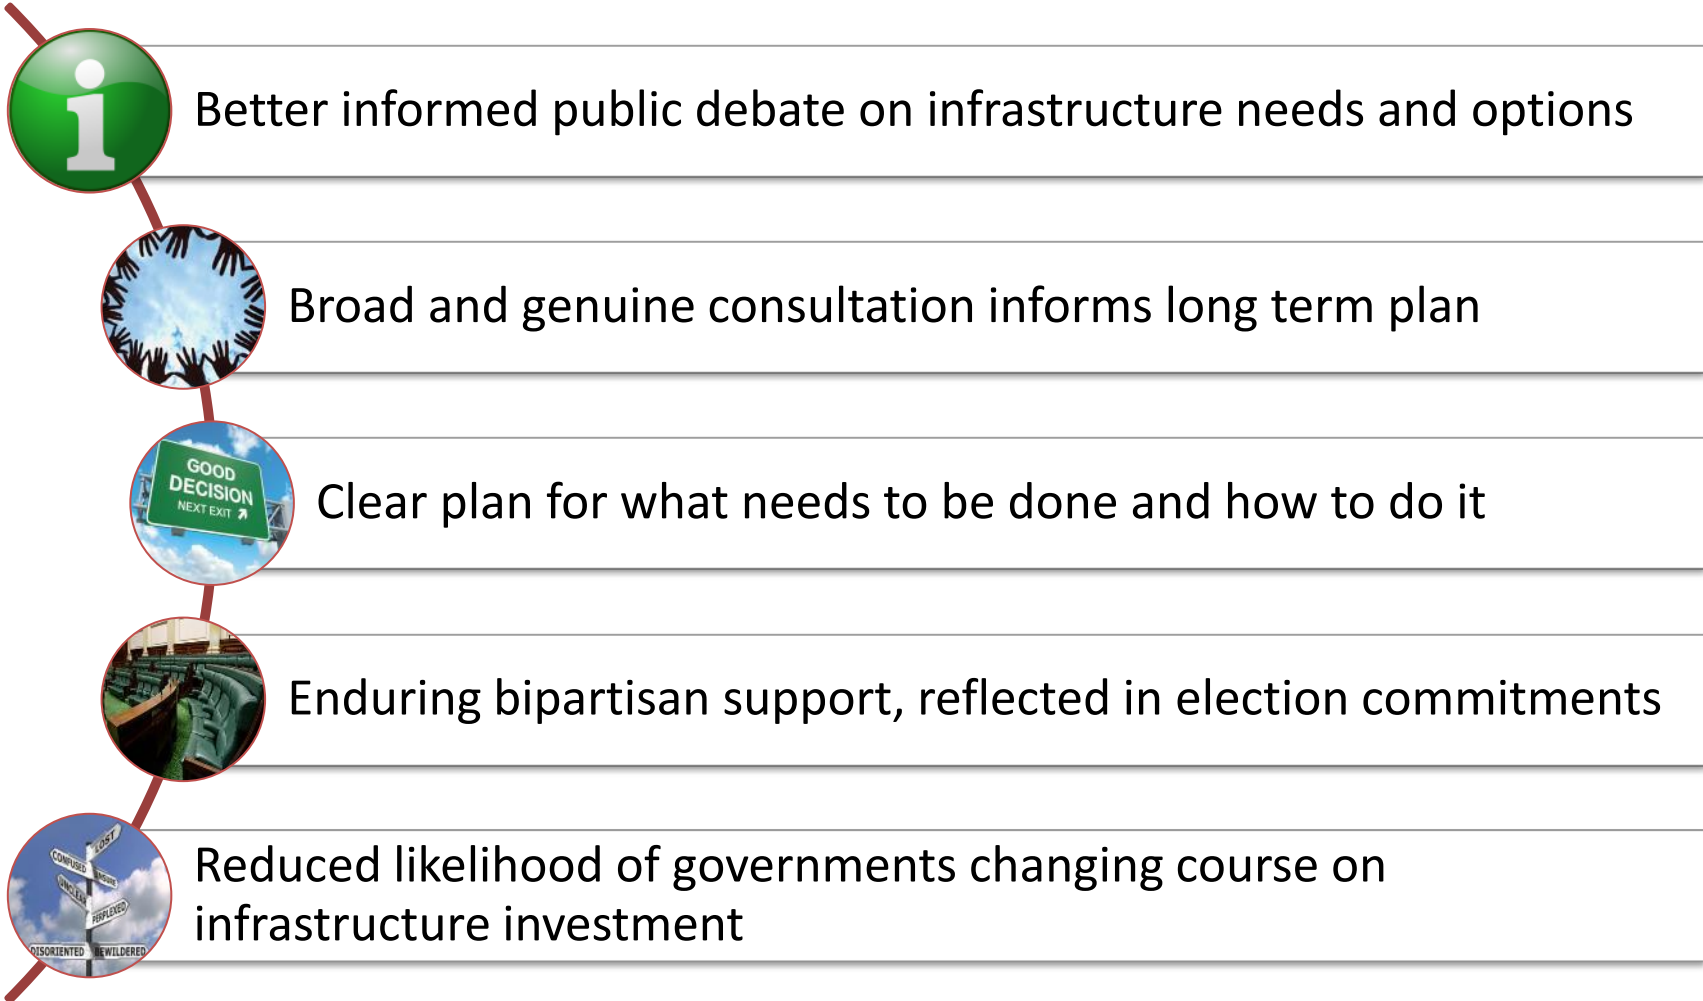 i
Better informed public debate on infrastructure needs and options
Broad and genuine consultation informs long term plan
GOOD
DECISION
NEXT EXIT
Clear plan for what needs to be done and how to do it
Enduring bipartisan support, reflected in election commitments
LOST
CONFUSED
UNCLEAR
PERPLEXED
DISORIENTED
BEWILDERED
Reduced likelihood of governments changing course on
infrastructure investment